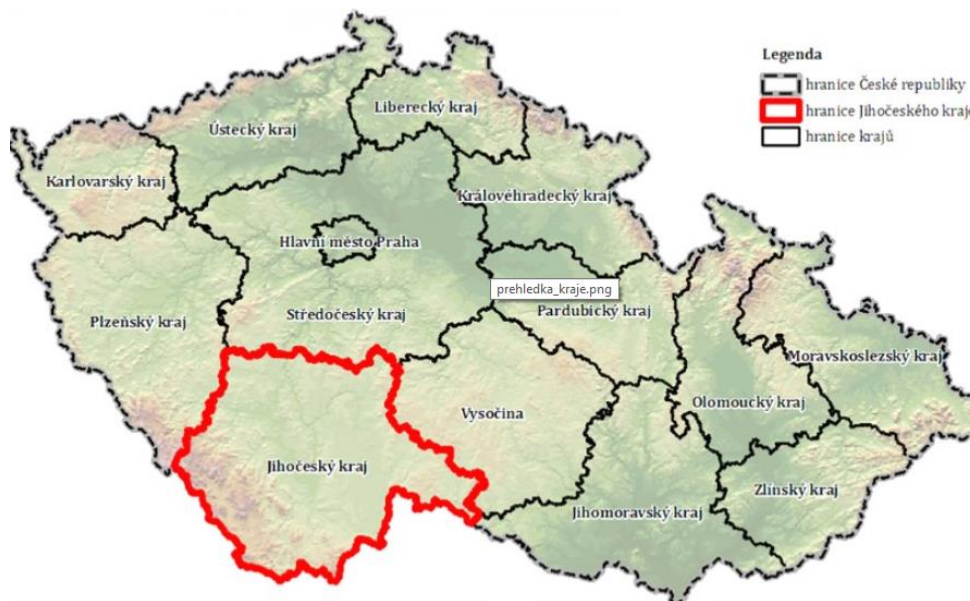 Legenda
hranice České republiky
hranice Jihočeského kraje
hranice krajů
Liberecký kraj
Ústecký kraj
Karlovarský kraj
Královéhradecký kraj
Hlavní město Praha
prehledka_kraje.png
Pardubický kraj
Středočeský kraj
Plzeňský kraj
Moravskoslezský kraj
Olomoucký kraj
Vysočina
Jihočeský kraj
Zlínský kraj
Jihomoravský kraj